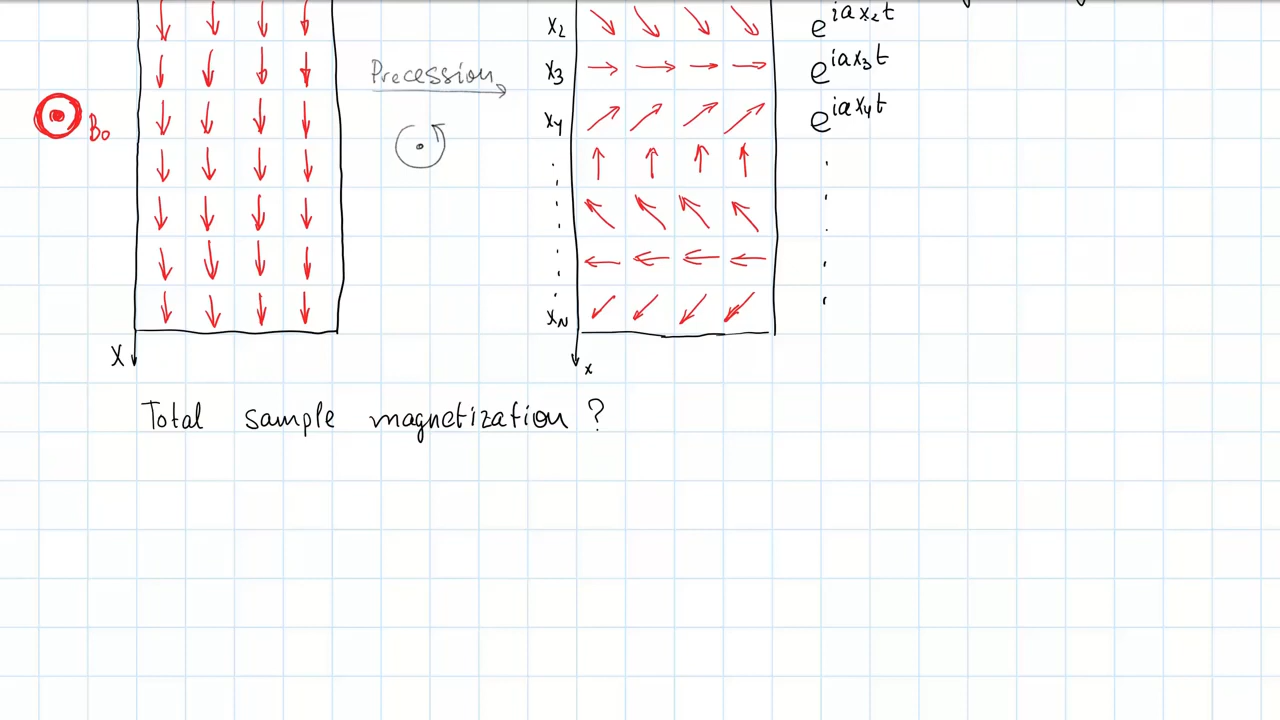 x₂ e^{iax₂t}
Precession x₃ e^{iax₃t}
B₀ x₄ e^{iax₄t}
x_N
X x
Total sample magnetization ?